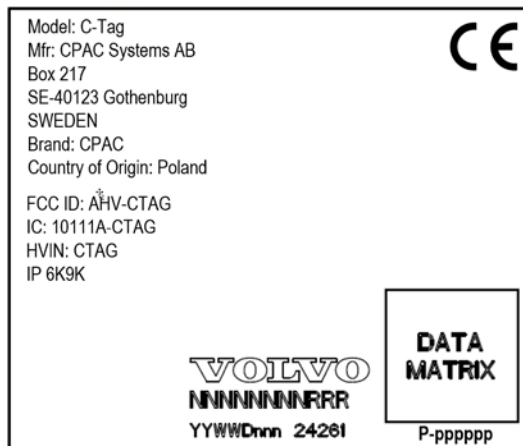 Model: C-Tag
Mfr: CPAC Systems AB
Box 217
SE-40123 Gothenburg
SWEDEN
Brand: CPAC
Country of Origin: Poland
FCC ID: AHV-CTAG
IC: 10111A-CTAG
HVIN: CTAG
IP 6K9K
CE
VOLVO
NNNNNNNNRRR
YYWWDnnn 24261
DATA
MATRIX
P-pppppp